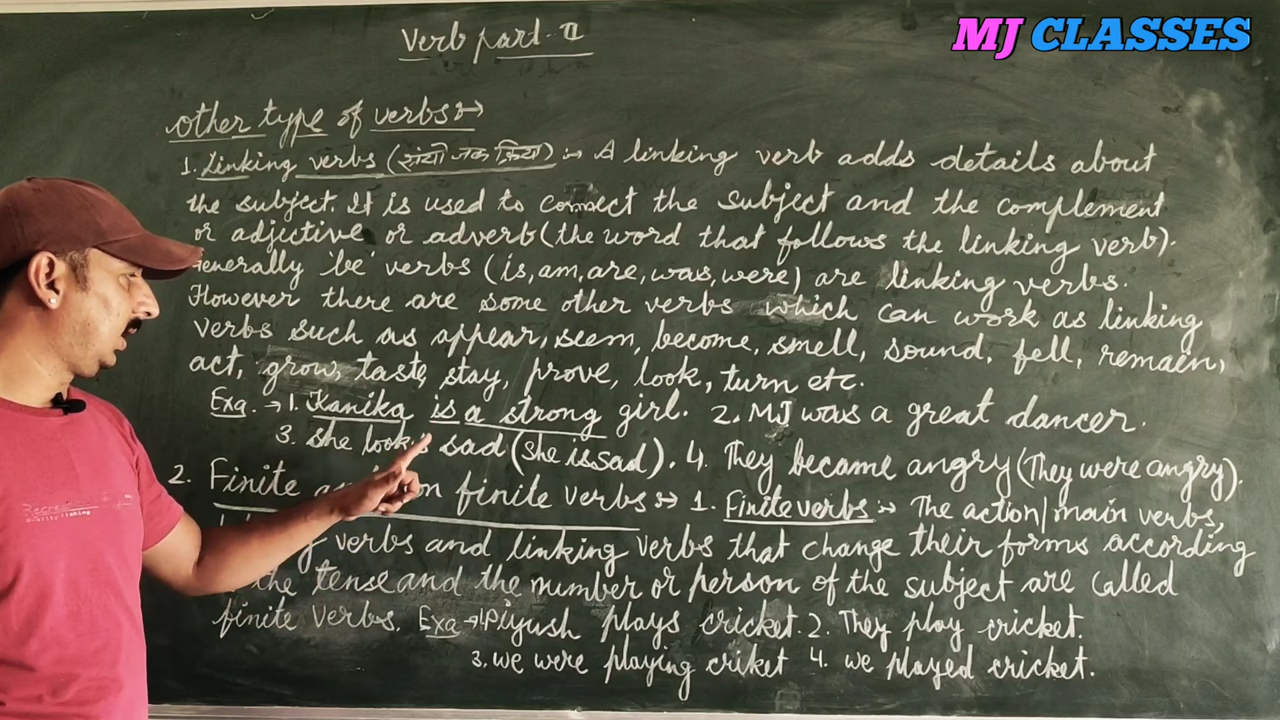 MJ CLASSES
Verb part-II
other type of verbs:→
1. Linking verbs (संयोजक क्रिया) :- A linking verb adds details about
the subject. It is used to connect the subject and the complement
or adjictive or adverb (the word that follows the linking verb).
Generally 'be' verbs (is, am, are, was, were) are linking verbs.
However there are some other verbs which can work as linking
verbs such as appear, seem, become, smell, sound, fell, remain,
act, grow, taste, stay, prove, look, turn etc.
Exa. → 1. Kanika is a strong girl. 2. MJ was a great dancer.
3. She looks sad (She is sad). 4. They became angry (They were angry).
2. Finite finite verbs:→ 1. Finite verbs:- The action/main verbs,
verbs and linking verbs that change their forms according
the tense and the number or person of the subject are called
finite verbs. Exa → 1. Piyush plays cricket. 2. They play cricket.
3. we were playing criket 4. we played cricket.